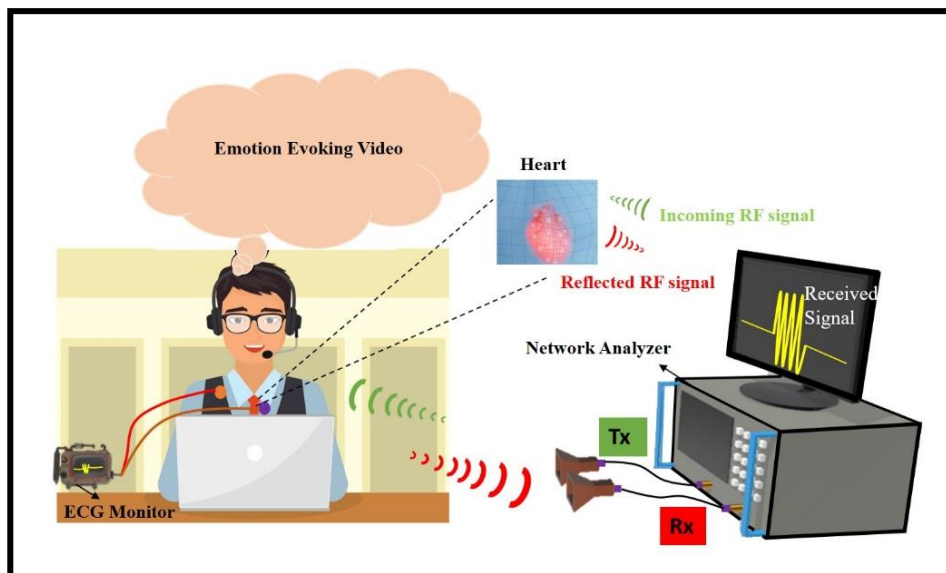 Emotion Evoking Video
Heart
Incoming RF signal
Reflected RF signal
Received
Signal
Network Analyzer
Tx
ECG Monitor
Rx